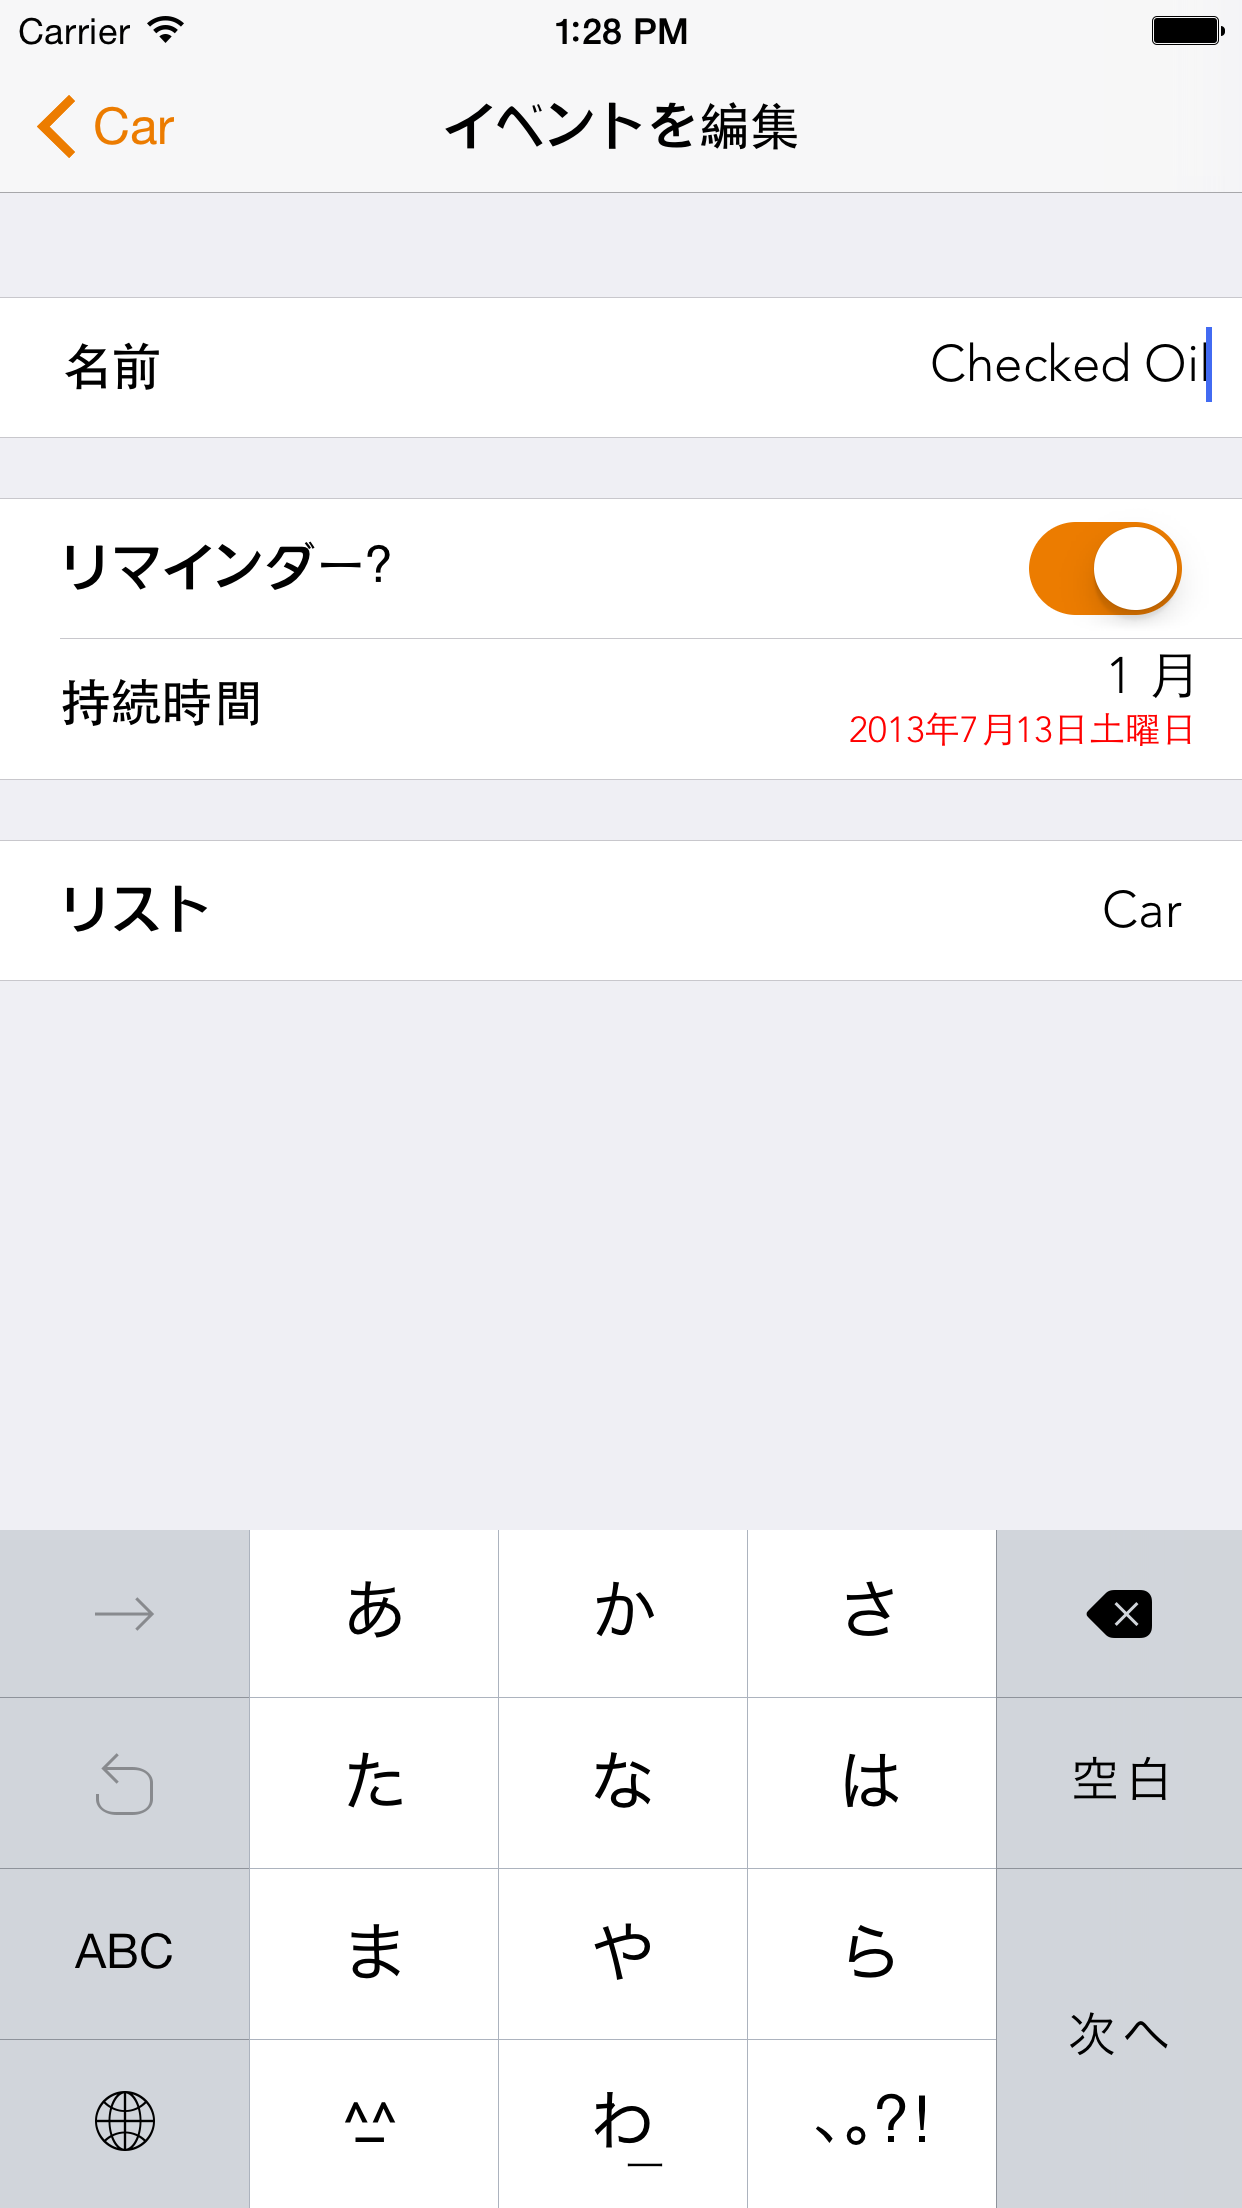 Carrier 1:28 PM
Car イベントを編集
名前 Checked Oil
リマインダー?
持続時間 1 月
2013年7月13日土曜日
リスト Car
→ あ か さ
た な は 空白
ABC ま や ら
次へ
^_^ わ_ 、。?!